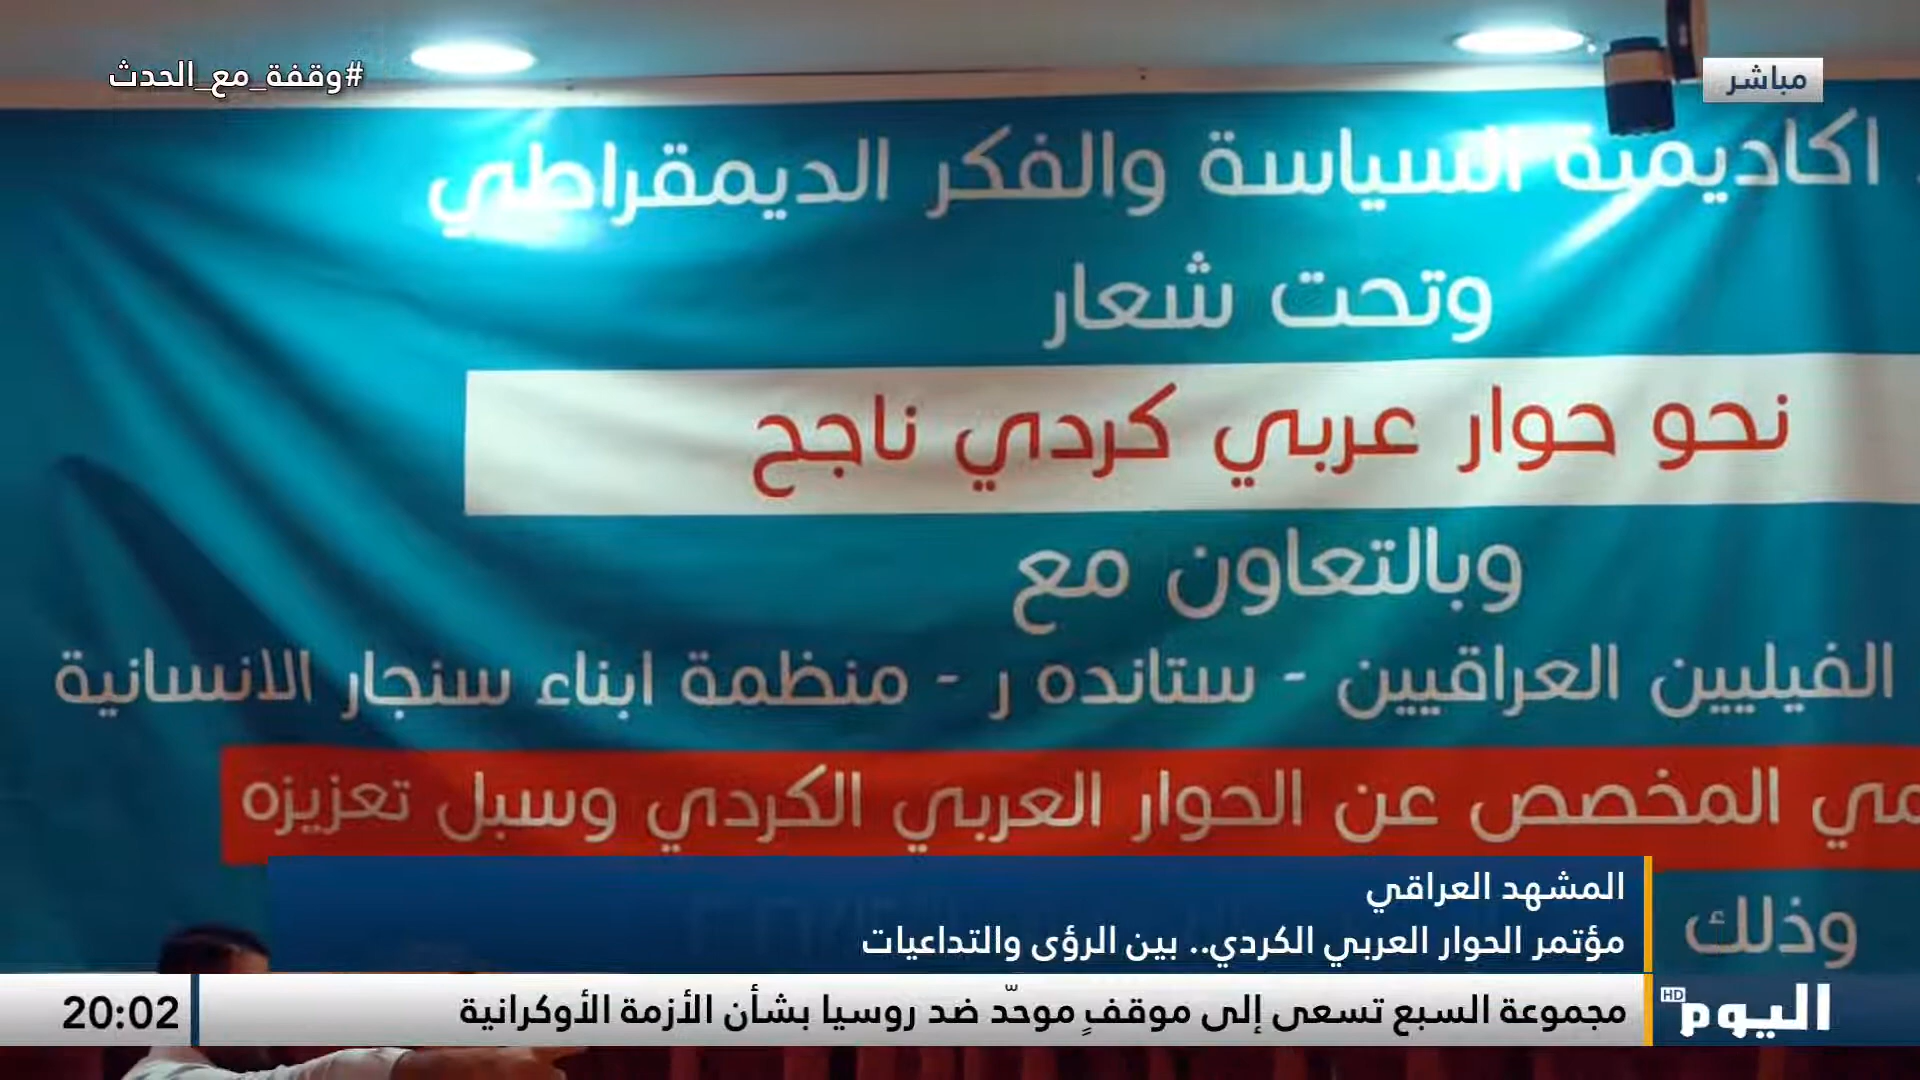 #وقفة_مع_الحدث
مباشر
اكاديمية السياسة والفكر الديمقراطي
وتحت شعار
نحو حوار عربي كردي ناجح
وبالتعاون مع
الفيليين العراقيين - ستانده ر - منظمة ابناء سنجار الانسانية
المخصص عن الحوار العربي الكردي وسبل تعزيزه
وذلك
المشهد العراقي
مؤتمر الحوار العربي الكردي.. بين الرؤى والتداعيات
مجموعة السبع تسعى إلى موقفٍ موحّد ضد روسيا بشأن الأزمة الأوكرانية
20:02
اليوم HD